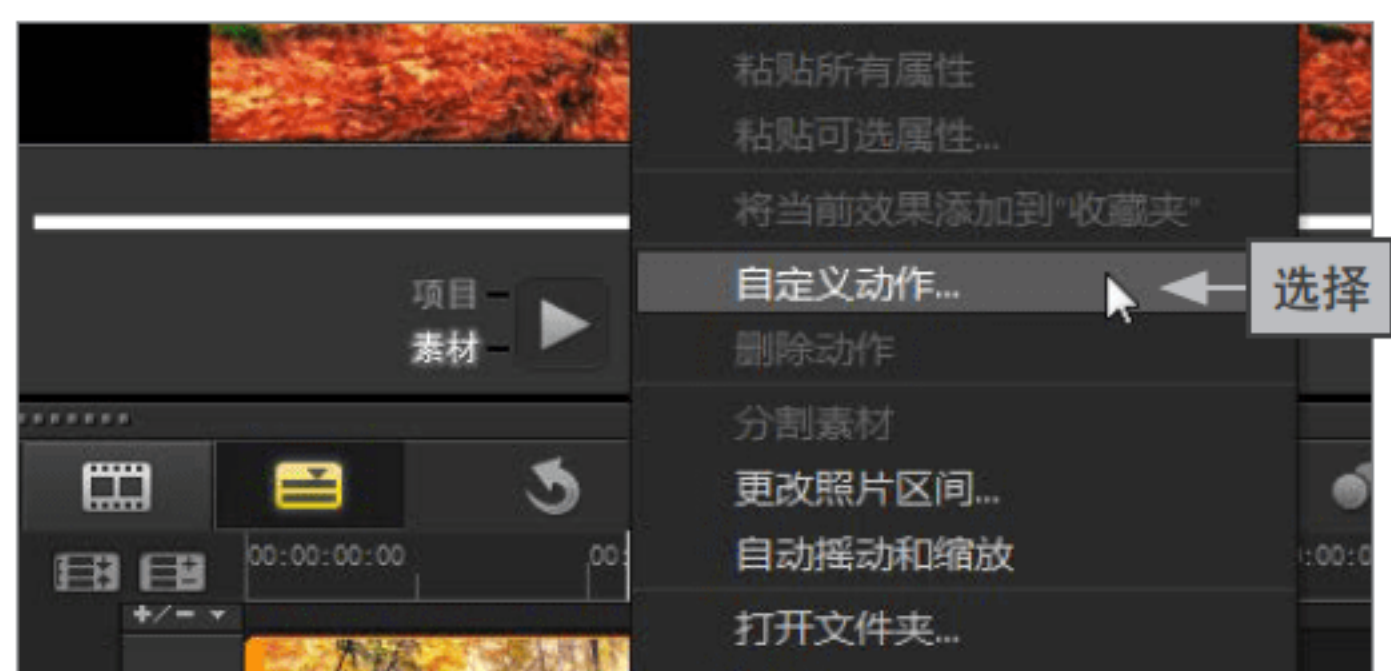 粘贴所有属性
粘贴可选属性...
将当前效果添加到"收藏夹"
自定义动作...
选择
项目
素材
删除动作
分割素材
更改照片区间...
自动摇动和缩放
00:00:00:00
00:
:00:0
+/-
打开文件夹...